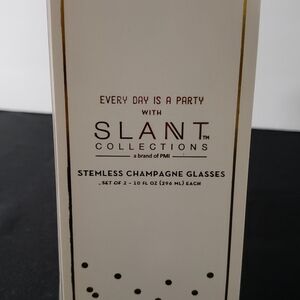 EVERY DAY IS A PARTY
WITH
SLANT™
COLLECTIONS
a brand of PMI
STEMLESS CHAMPAGNE GLASSES
SET OF 2 - 10 FL OZ (296 ML) EACH